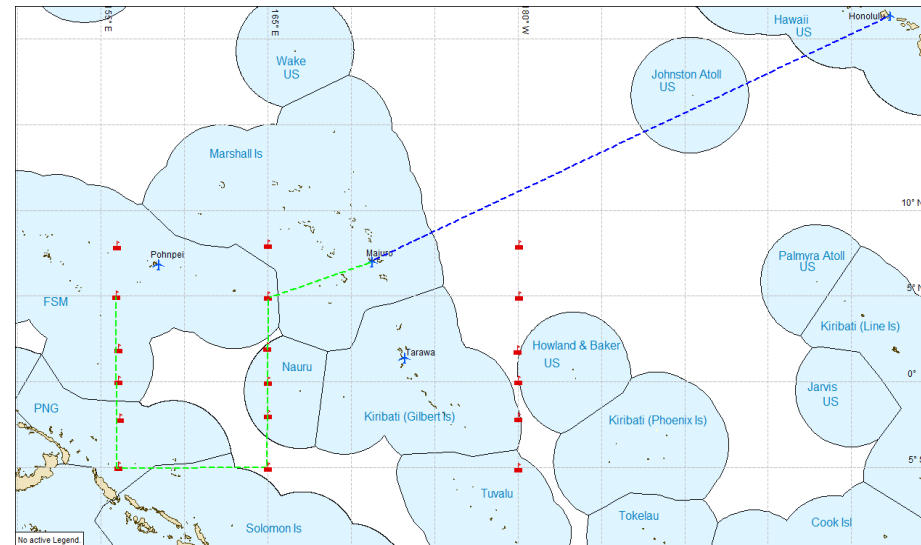 155° E
165° E
180° W
Honolulu
Hawaii
US
Wake
US
Johnston Atoll
US
Marshall Is
10° N
Pohnpei
Majuro
Palmyra Atoll
US
FSM
5° N
Kiribati (Line Is)
Tarawa
Howland & Baker
US
Nauru
0°
Jarvis
US
PNG
Kiribati (Gilbert Is)
Kiribati (Phoenix Is)
5° S
Tuvalu
Solomon Is
Tokelau
Cook Isl
No active Legend.